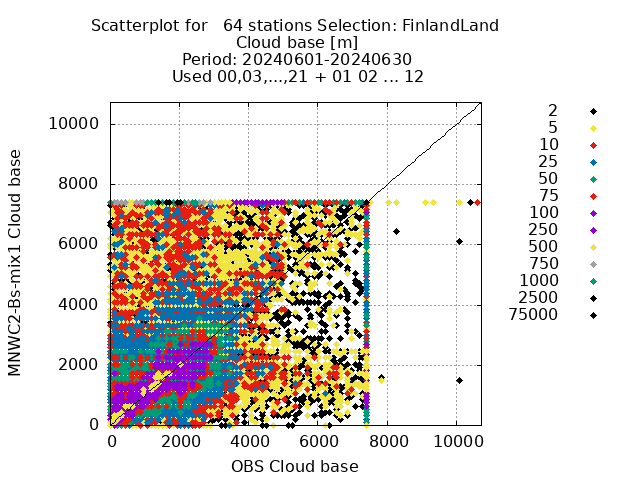 Scatterplot for   64 stations Selection: FinlandLand
Cloud base [m]
Period: 20240601-20240630
Used 00,03,...,21 + 01 02 ... 12
MNWC2-Bs-mix1 Cloud base
10000
8000
6000
4000
2000
0
0 2000 4000 6000 8000 10000
OBS Cloud base
2
5
10
25
50
75
100
250
500
750
1000
2500
75000